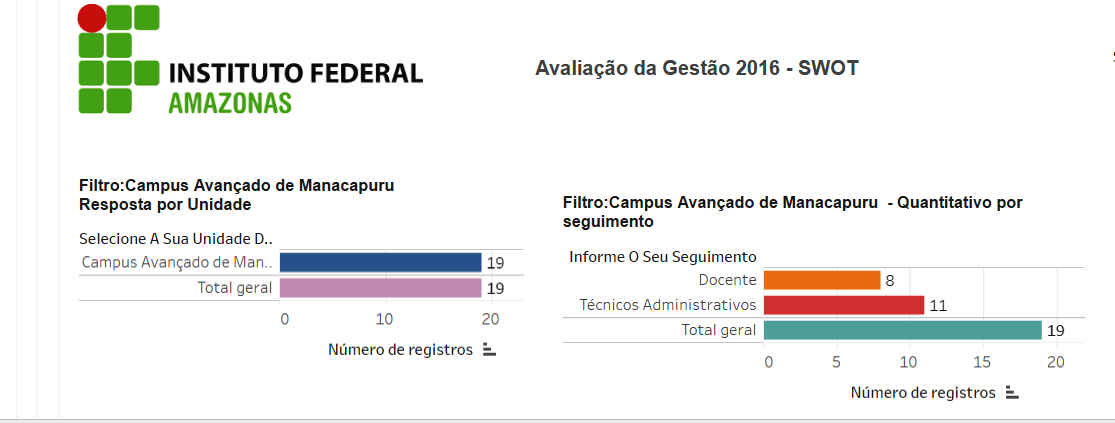 INSTITUTO FEDERAL
AMAZONAS
Avaliação da Gestão 2016 - SWOT
Filtro:Campus Avançado de Manacapuru
Resposta por Unidade
Selecione A Sua Unidade D..
Campus Avançado de Man.. 19
Total geral 19
0 10 20
Número de registros
Filtro:Campus Avançado de Manacapuru - Quantitativo por
seguimento
Informe O Seu Seguimento
Docente 8
Técnicos Administrativos 11
Total geral 19
0 5 10 15 20
Número de registros